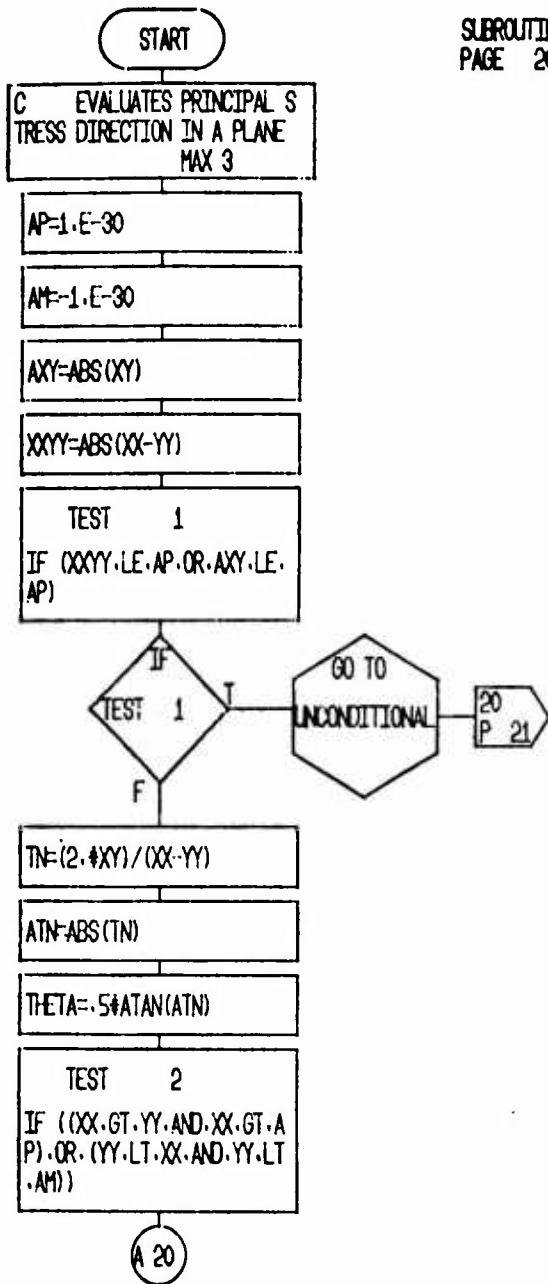 START
SUBROUTI
PAGE 20
C EVALUATES PRINCIPAL S
TRESS DIRECTION IN A PLANE
MAX 3
AP=1.E-30
AM=-1.E-30
AXY=ABS(XY)
XXYY=ABS(XX-YY)
TEST 1
IF (XXYY.LE.AP.OR.AXY.LE.
AP)
IF
TEST 1
T
GO TO
UNCONDITIONAL
20
P 21
F
TN=(2.*XY)/(XX-YY)
ATN=ABS(TN)
THETA=.5*ATAN(ATN)
TEST 2
IF ((XX.GT.YY.AND.XX.GT.A
P).OR.(YY.LT.XX.AND.YY.LT
.AM))
A 20